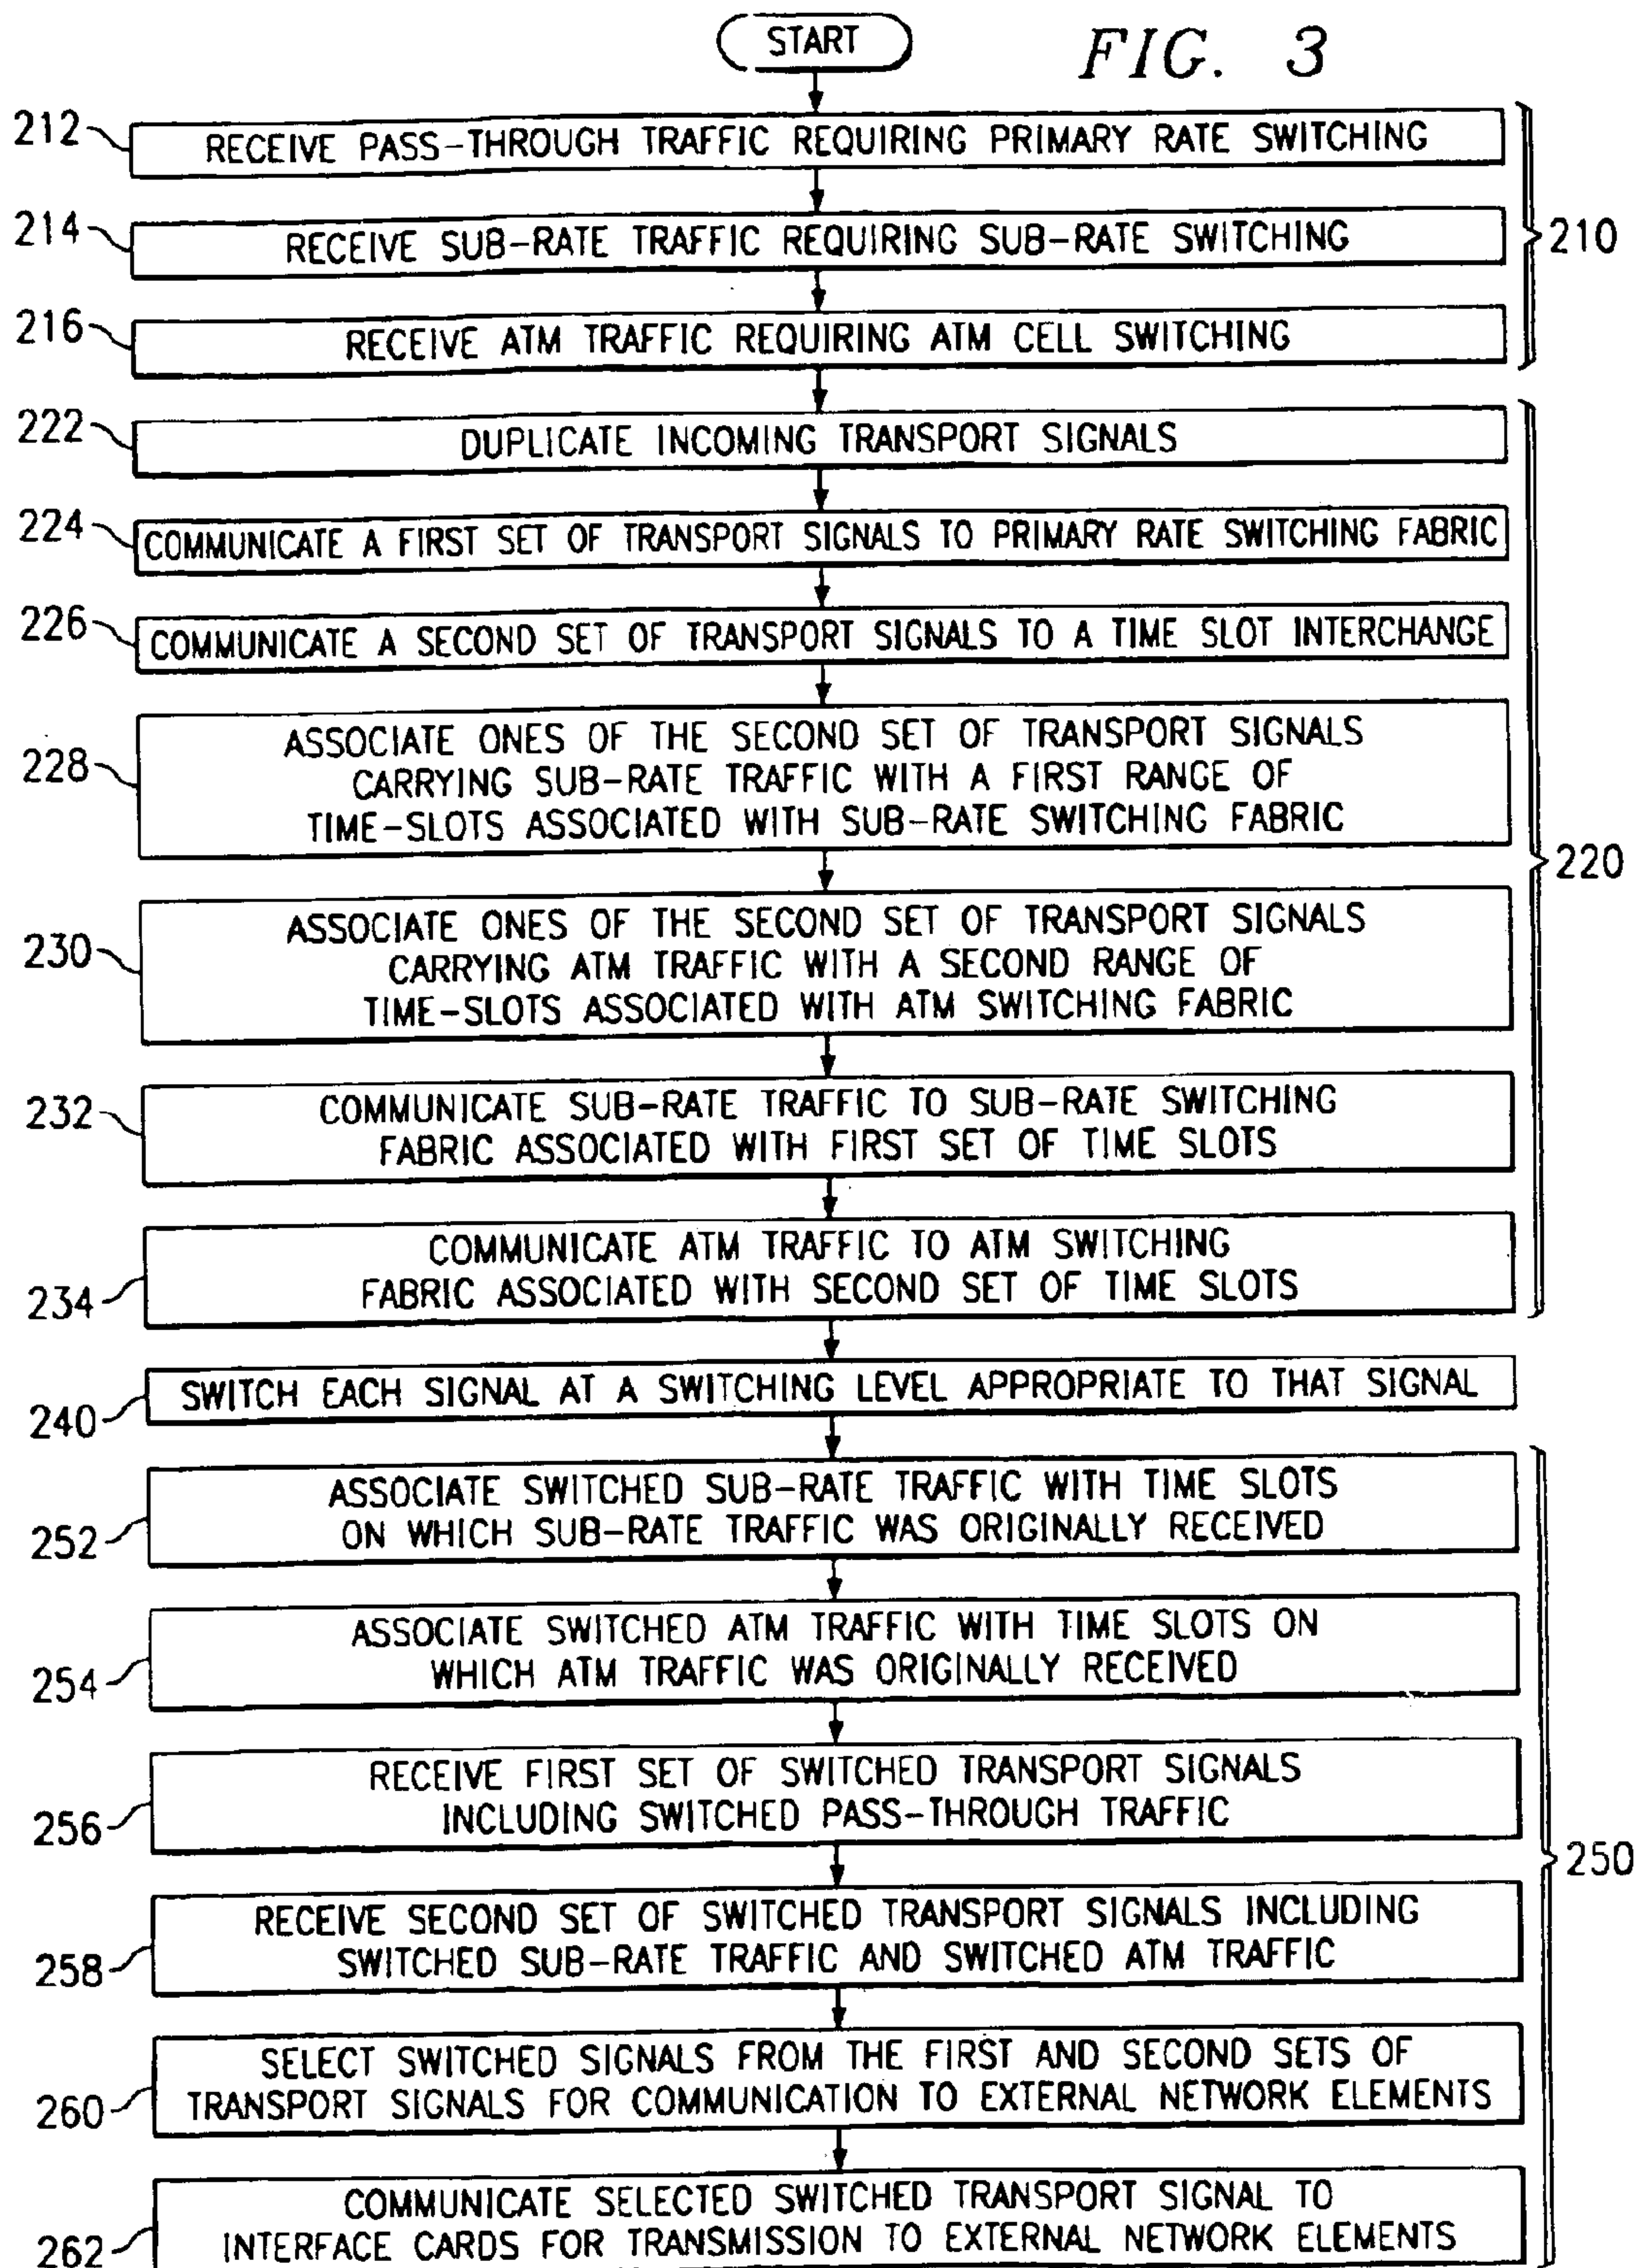 START
FIG. 3
212
RECEIVE PASS-THROUGH TRAFFIC REQUIRING PRIMARY RATE SWITCHING
214
RECEIVE SUB-RATE TRAFFIC REQUIRING SUB-RATE SWITCHING
210
216
RECEIVE ATM TRAFFIC REQUIRING ATM CELL SWITCHING
222
DUPLICATE INCOMING TRANSPORT SIGNALS
224
COMMUNICATE A FIRST SET OF TRANSPORT SIGNALS TO PRIMARY RATE SWITCHING FABRIC
226
COMMUNICATE A SECOND SET OF TRANSPORT SIGNALS TO A TIME SLOT INTERCHANGE
228
ASSOCIATE ONES OF THE SECOND SET OF TRANSPORT SIGNALS
CARRYING SUB-RATE TRAFFIC WITH A FIRST RANGE OF
TIME-SLOTS ASSOCIATED WITH SUB-RATE SWITCHING FABRIC
220
230
ASSOCIATE ONES OF THE SECOND SET OF TRANSPORT SIGNALS
CARRYING ATM TRAFFIC WITH A SECOND RANGE OF
TIME-SLOTS ASSOCIATED WITH ATM SWITCHING FABRIC
232
COMMUNICATE SUB-RATE TRAFFIC TO SUB-RATE SWITCHING
FABRIC ASSOCIATED WITH FIRST SET OF TIME SLOTS
234
COMMUNICATE ATM TRAFFIC TO ATM SWITCHING
FABRIC ASSOCIATED WITH SECOND SET OF TIME SLOTS
240
SWITCH EACH SIGNAL AT A SWITCHING LEVEL APPROPRIATE TO THAT SIGNAL
252
ASSOCIATE SWITCHED SUB-RATE TRAFFIC WITH TIME SLOTS
ON WHICH SUB-RATE TRAFFIC WAS ORIGINALLY RECEIVED
254
ASSOCIATE SWITCHED ATM TRAFFIC WITH TIME SLOTS ON
WHICH ATM TRAFFIC WAS ORIGINALLY RECEIVED
256
RECEIVE FIRST SET OF SWITCHED TRANSPORT SIGNALS
INCLUDING SWITCHED PASS-THROUGH TRAFFIC
250
258
RECEIVE SECOND SET OF SWITCHED TRANSPORT SIGNALS INCLUDING
SWITCHED SUB-RATE TRAFFIC AND SWITCHED ATM TRAFFIC
260
SELECT SWITCHED SIGNALS FROM THE FIRST AND SECOND SETS OF
TRANSPORT SIGNALS FOR COMMUNICATION TO EXTERNAL NETWORK ELEMENTS
262
COMMUNICATE SELECTED SWITCHED TRANSPORT SIGNAL TO
INTERFACE CARDS FOR TRANSMISSION TO EXTERNAL NETWORK ELEMENTS